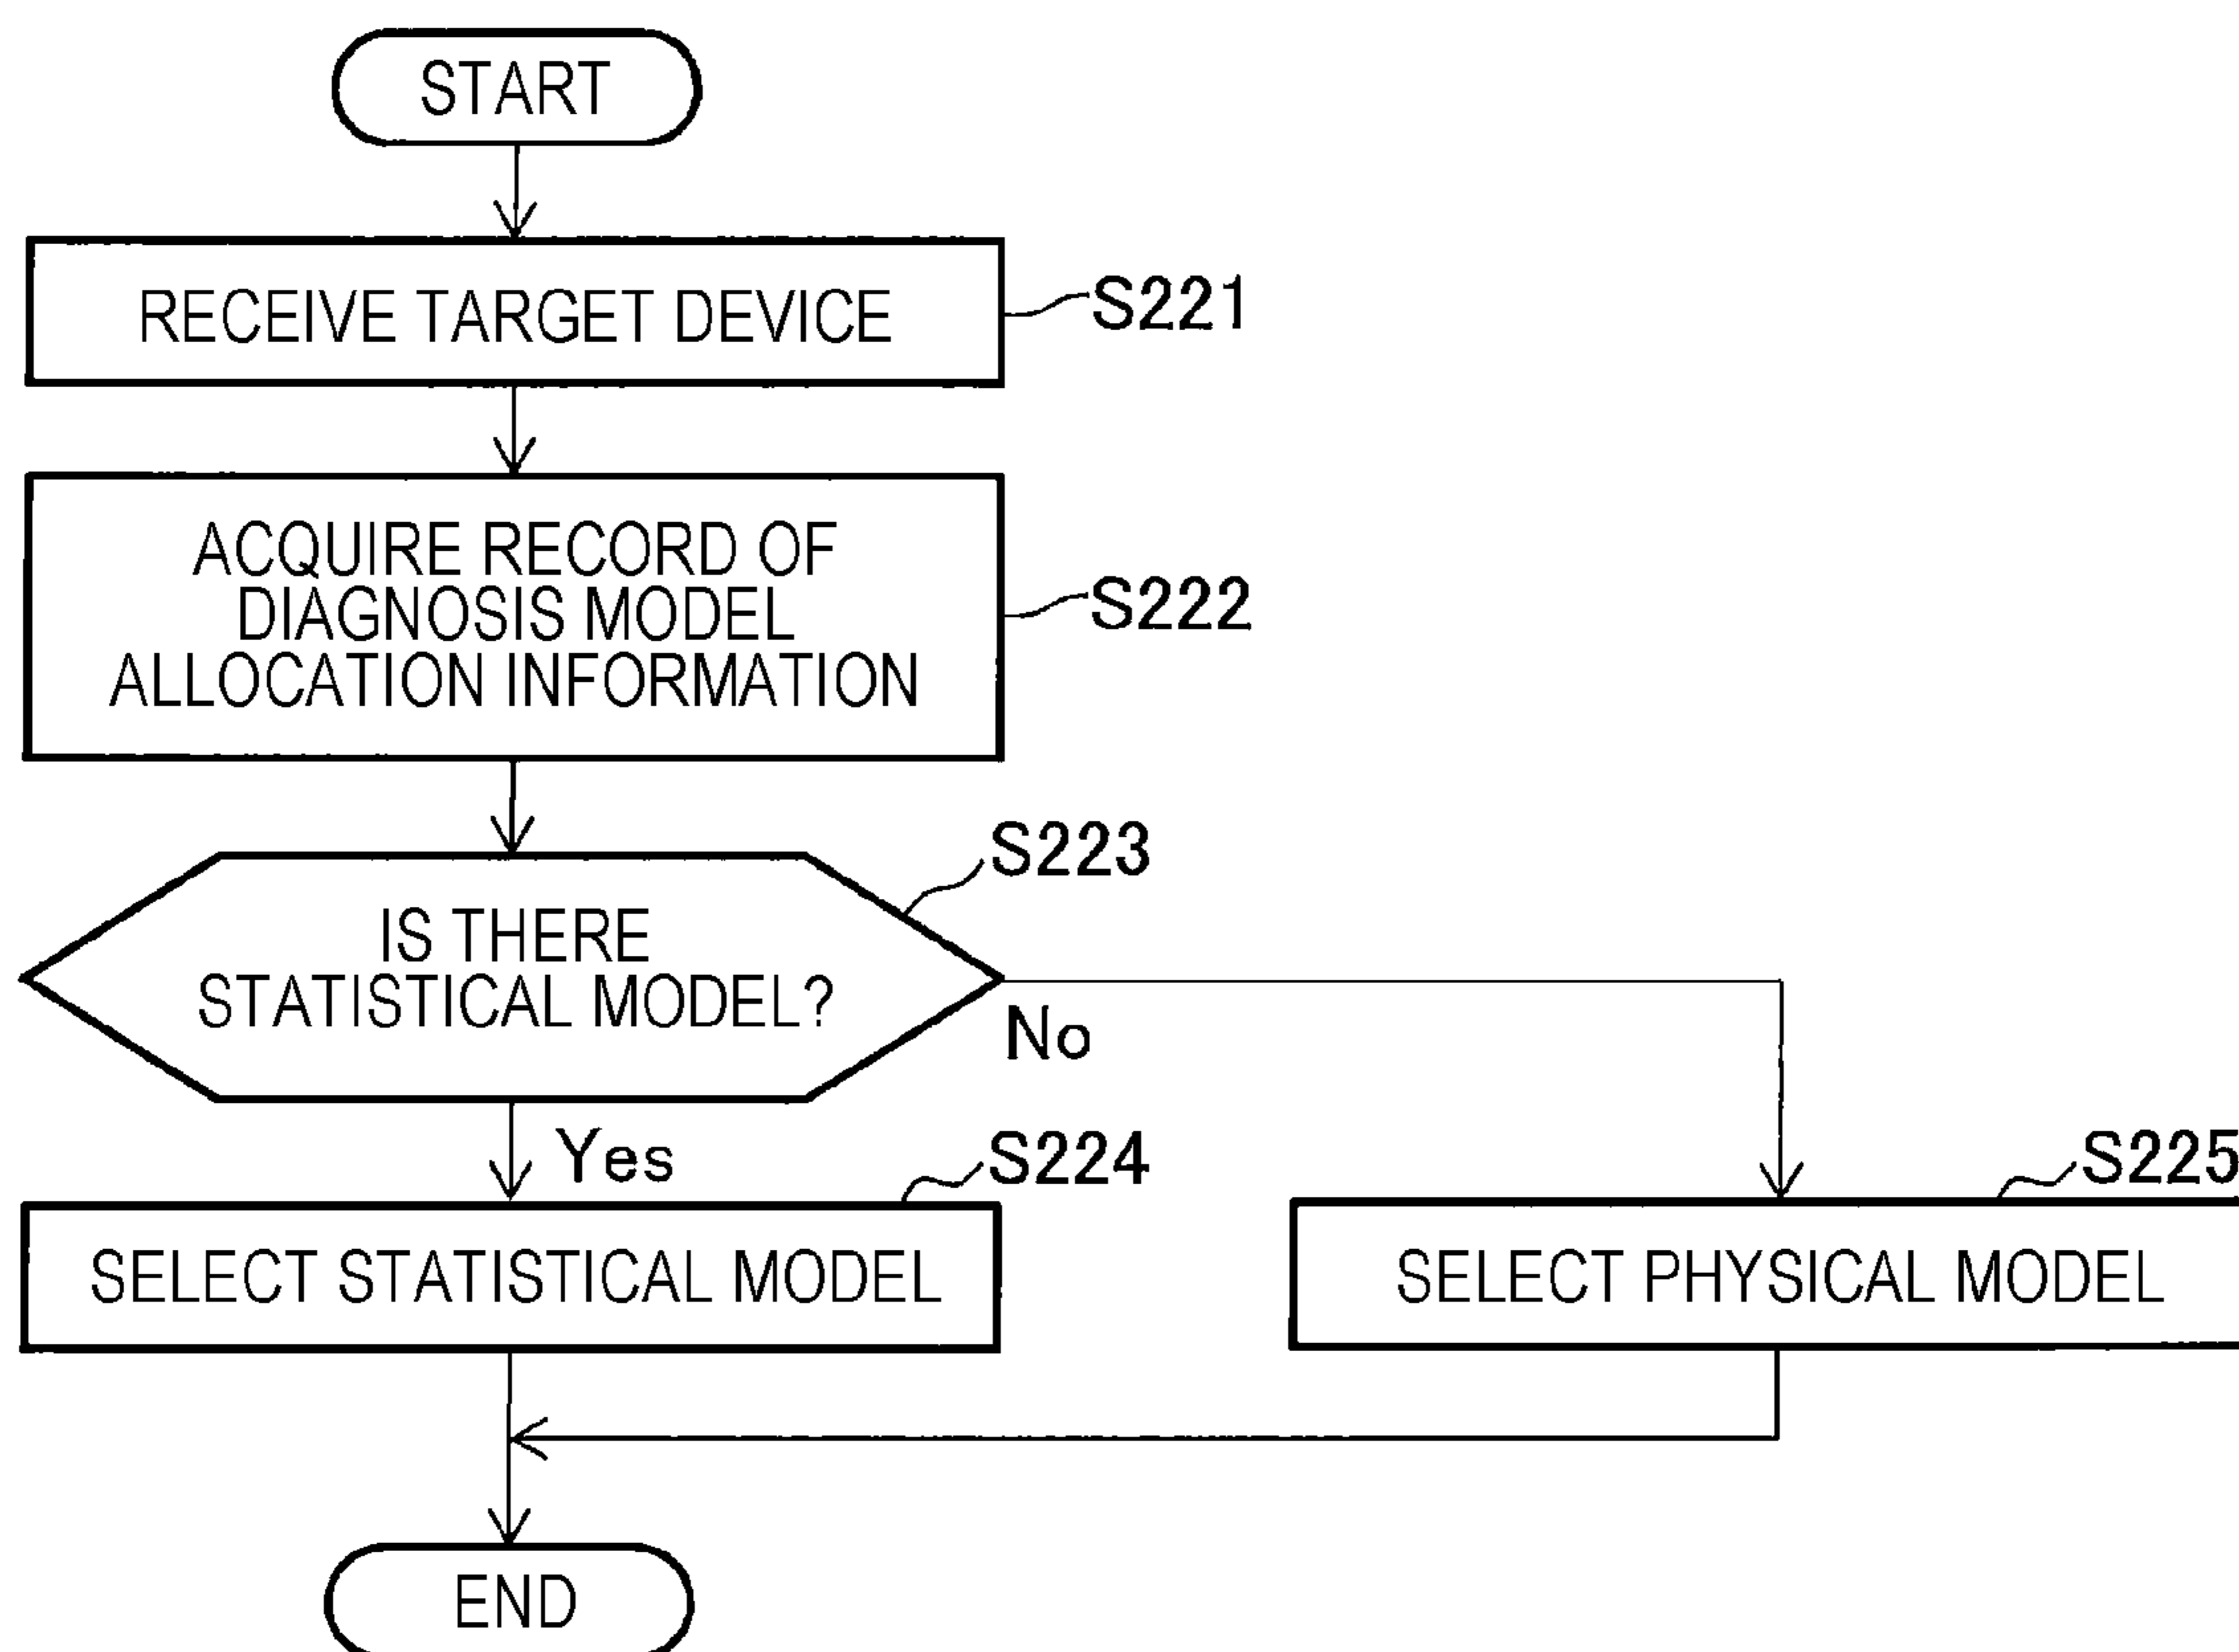 START
RECEIVE TARGET DEVICE
S221
ACQUIRE RECORD OF
DIAGNOSIS MODEL
ALLOCATION INFORMATION
S222
S223
IS THERE
STATISTICAL MODEL?
No
Yes
S224
SELECT STATISTICAL MODEL
S225
SELECT PHYSICAL MODEL
END